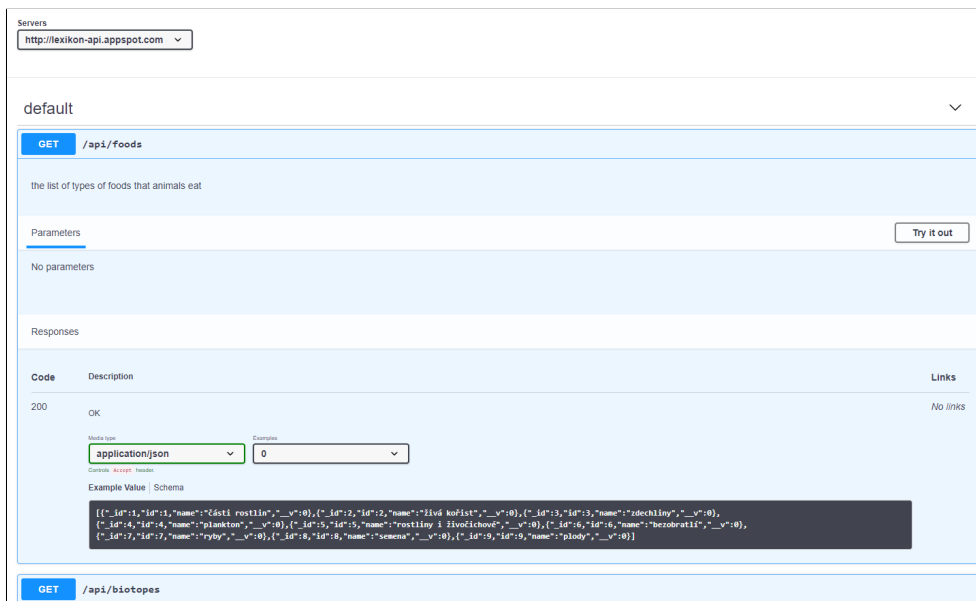 Servers
http://lexikon-api.appspot.com
default
GET /api/foods
the list of types of foods that animals eat
Parameters
Try it out
No parameters
Responses
Code Description Links
200 OK No links
Media type Examples
application/json 0
Controls Accept header.
Example Value Schema
[{"_id":1,"id":1,"name":"části rostlin","__v":0},{"_id":2,"id":2,"name":"živá kořist","__v":0},{"_id":3,"id":3,"name":"zdechliny","__v":0},
{"_id":4,"id":4,"name":"plankton","__v":0},{"_id":5,"id":5,"name":"rostliny i živočichové","__v":0},{"_id":6,"id":6,"name":"bezobratlí","__v":0},
{"_id":7,"id":7,"name":"ryby","__v":0},{"_id":8,"id":8,"name":"semena","__v":0},{"_id":9,"id":9,"name":"plody","__v":0}]
GET /api/biotopes